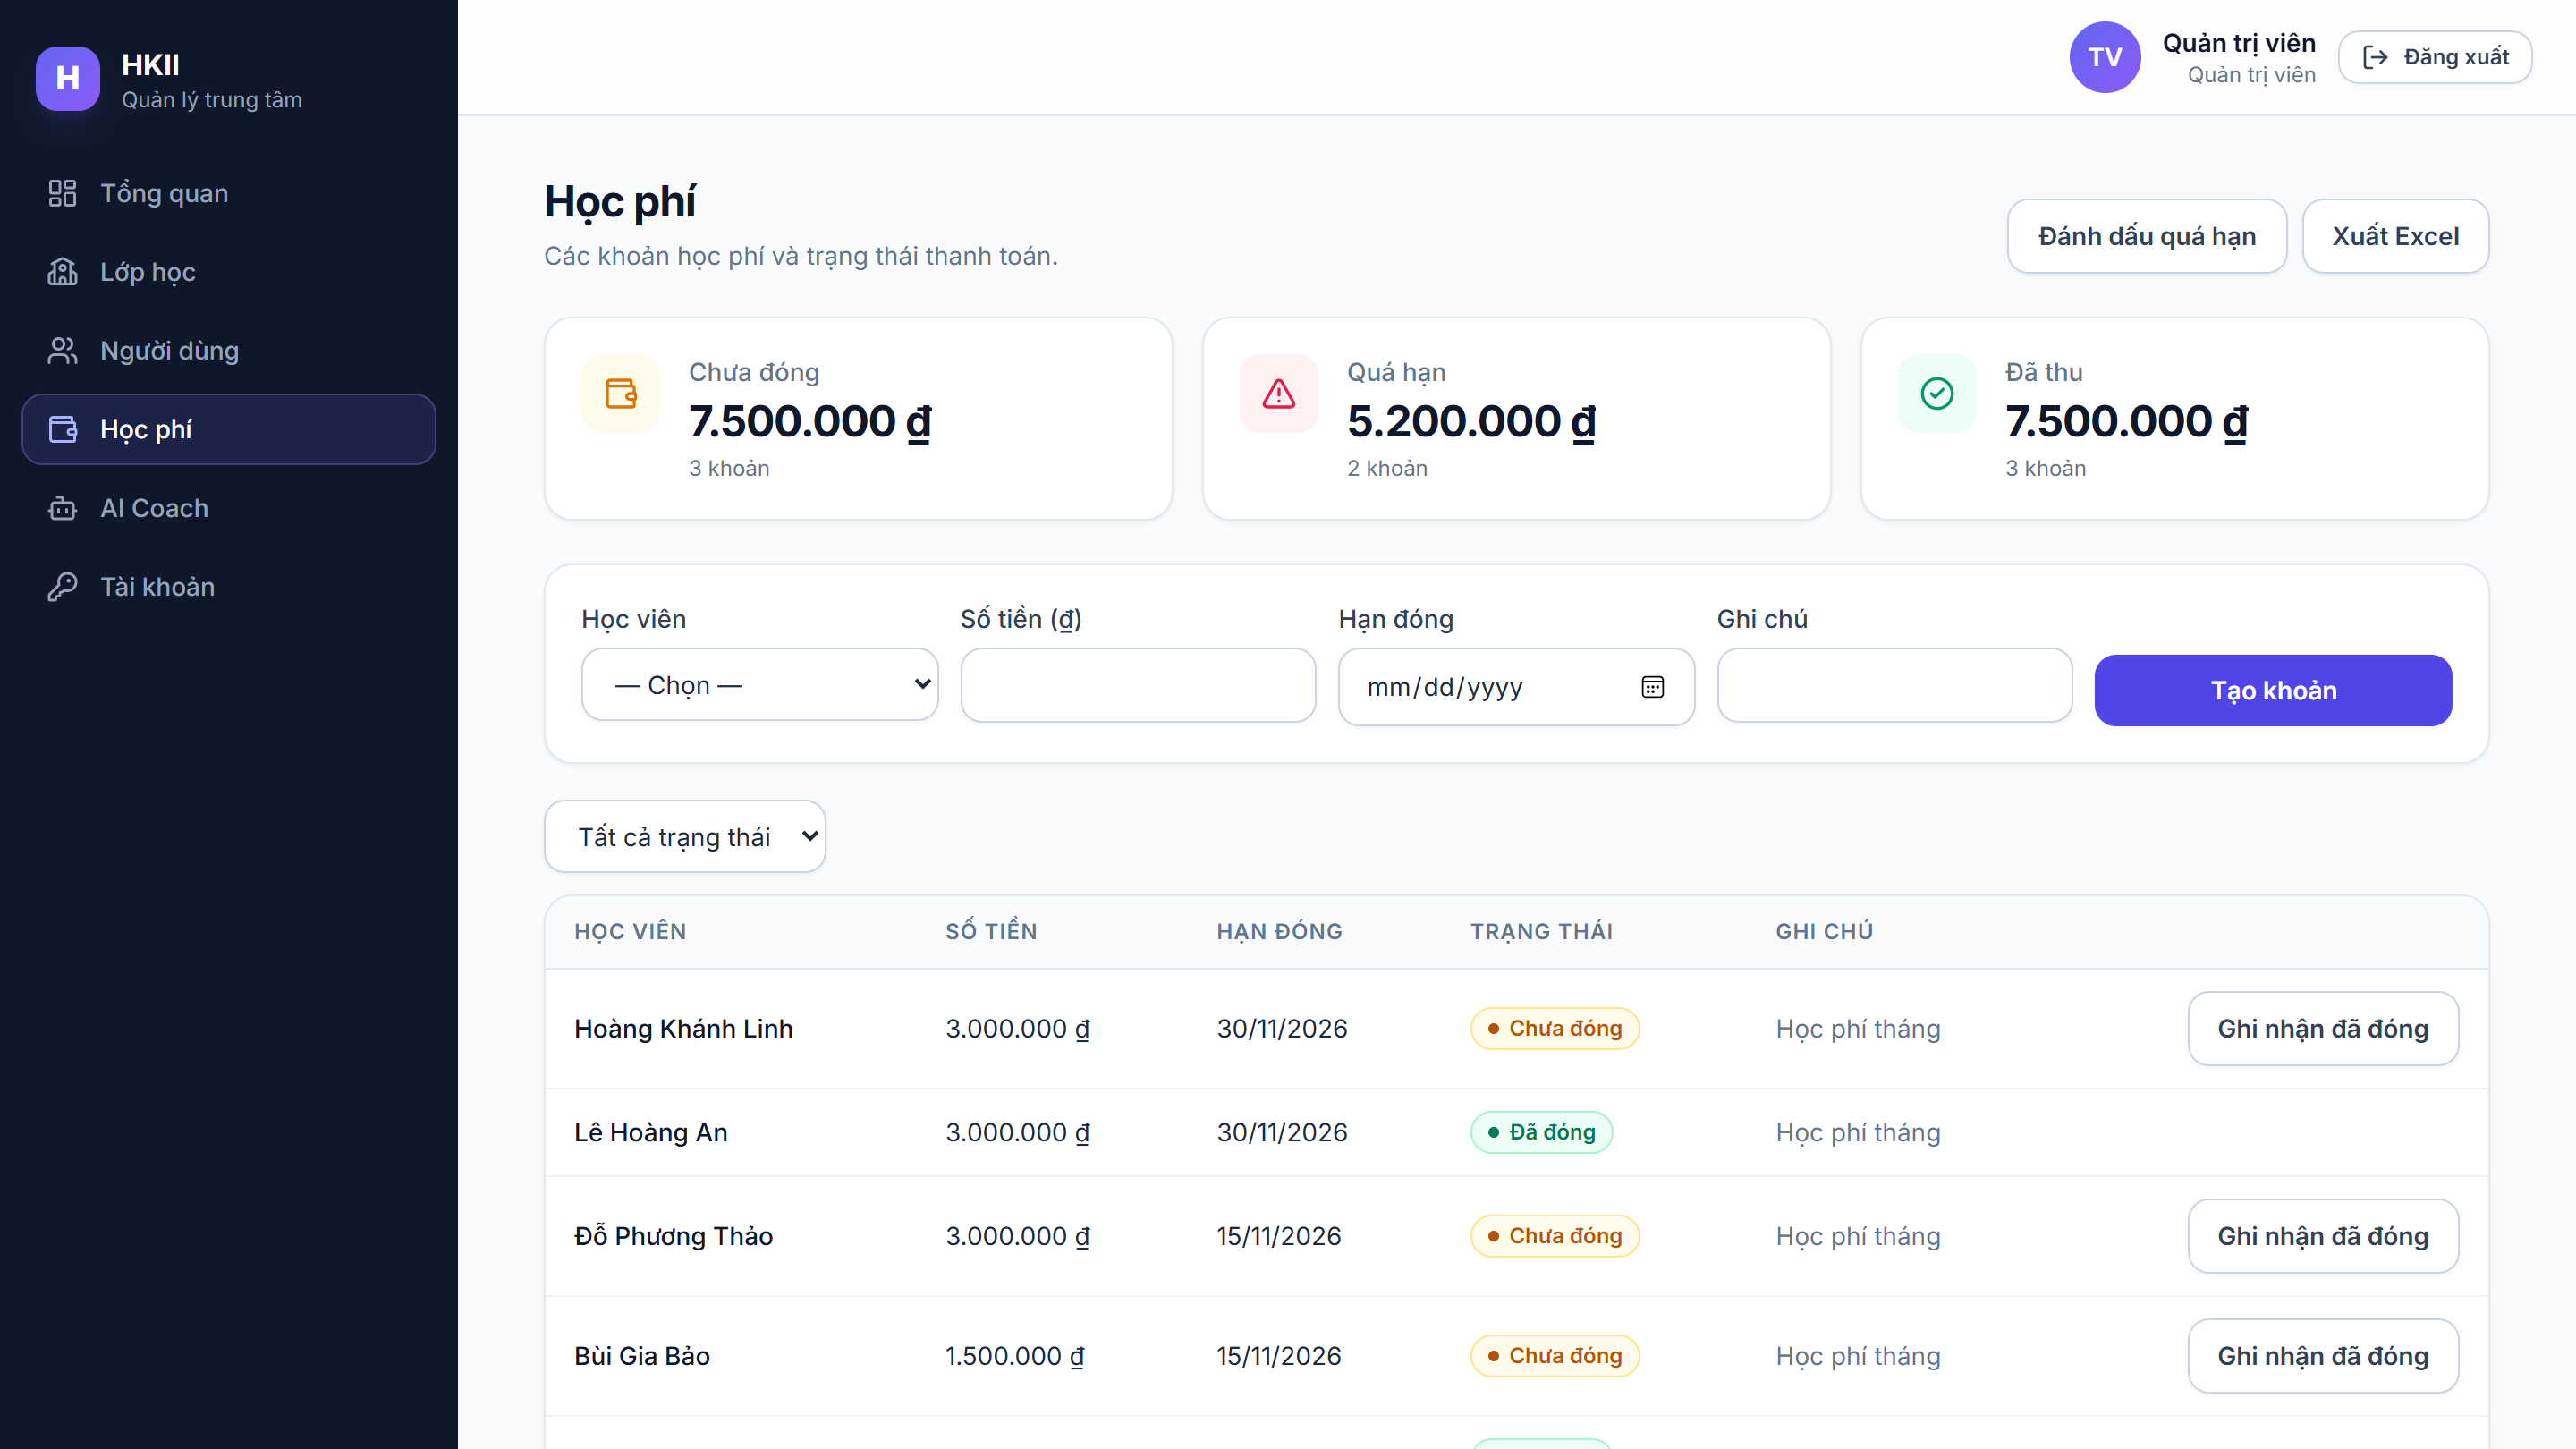 H
HKII
Quản lý trung tâm
Tổng quan
Lớp học
Người dùng
Học phí
AI Coach
Tài khoản
TV
Quản trị viên
Quản trị viên
Đăng xuất
Học phí
Các khoản học phí và trạng thái thanh toán.
Đánh dấu quá hạn
Xuất Excel
Chưa đóng
7.500.000 ₫
3 khoản
Quá hạn
5.200.000 ₫
2 khoản
Đã thu
7.500.000 ₫
3 khoản
Học viên
Số tiền (₫)
Hạn đóng
Ghi chú
— Chọn —
mm/dd/yyyy
Tạo khoản
Tất cả trạng thái
HỌC VIÊN SỐ TIỀN HẠN ĐÓNG TRẠNG THÁI GHI CHÚ
Hoàng Khánh Linh 3.000.000 ₫ 30/11/2026 Chưa đóng Học phí tháng Ghi nhận đã đóng
Lê Hoàng An 3.000.000 ₫ 30/11/2026 Đã đóng Học phí tháng
Đỗ Phương Thảo 3.000.000 ₫ 15/11/2026 Chưa đóng Học phí tháng Ghi nhận đã đóng
Bùi Gia Bảo 1.500.000 ₫ 15/11/2026 Chưa đóng Học phí tháng Ghi nhận đã đóng